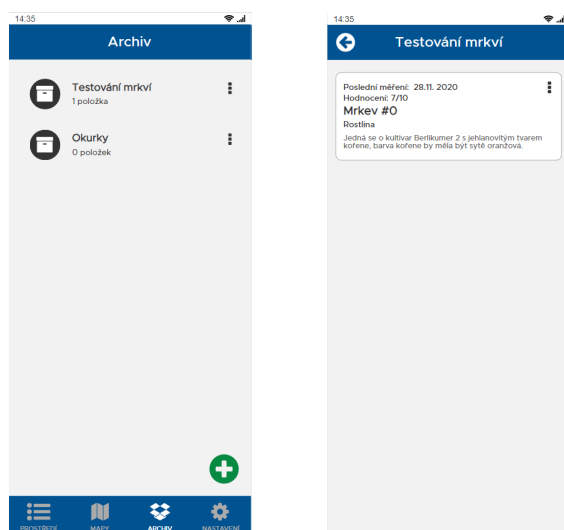 14:35
Archiv
Testování mrkví
1 položka
Okurky
0 položek
PROSTŘEDÍ
MAPY
ARCHIV
NASTAVENÍ
14:35
Testování mrkví
Poslední měření: 28.11. 2020
Hodnocení: 7/10
Mrkev #0
Rostlina
Jedná se o kultivar Berlikumer 2 s jehlanovitým tvarem
kořene, barva kořene by měla být sytě oranžová.